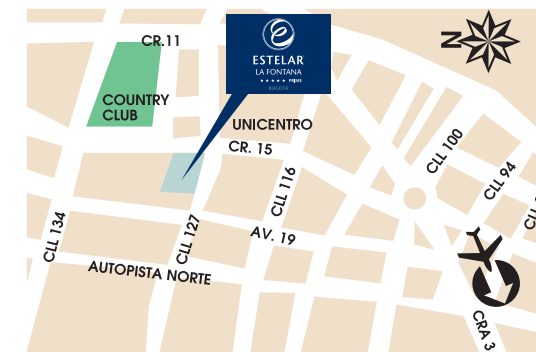 CR.11
e
ESTELAR
LA FONTANA
PRIME
BOGOTÁ
N
COUNTRY
CLUB
UNICENTRO
CR. 15
CLL 100
CLL 94
CLL 116
CLL 134
CLL 127
AV. 19
AUTOPISTA NORTE
CRA 3